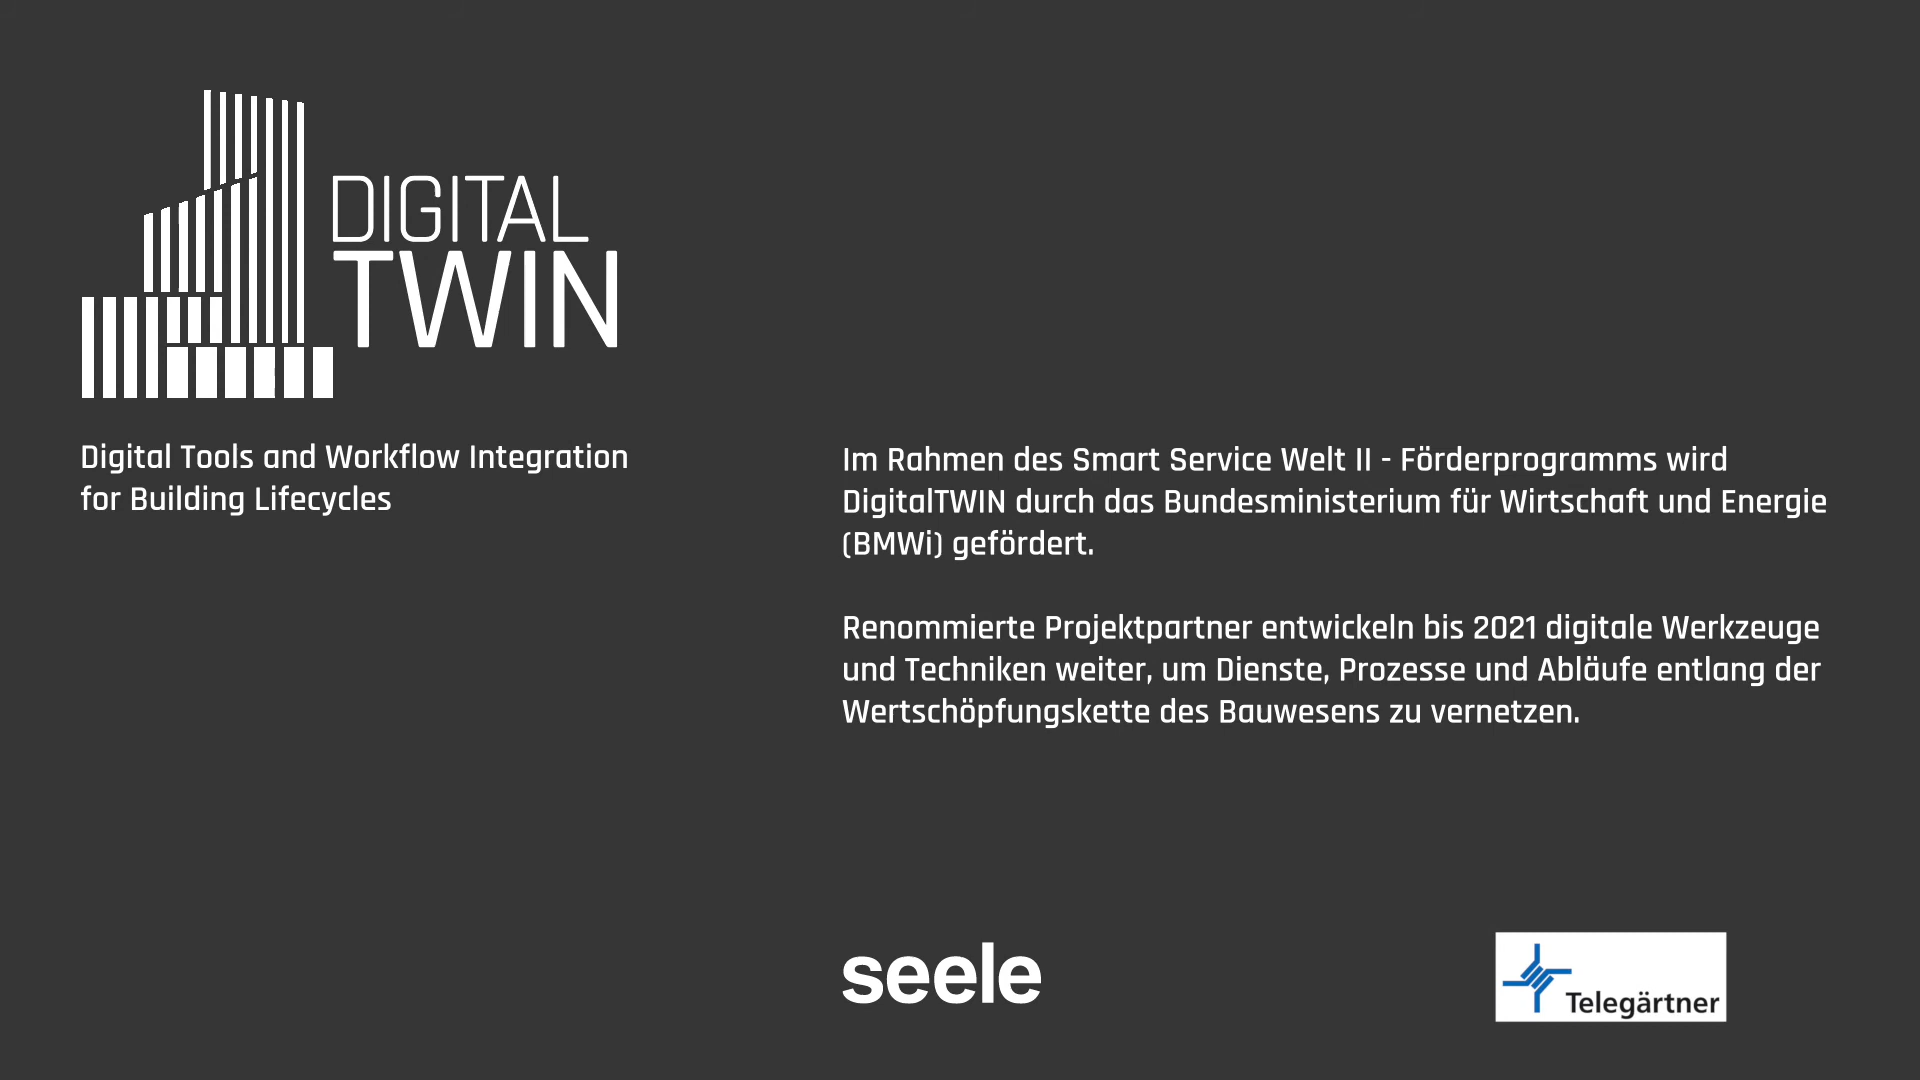 DIGITAL
TWIN
Digital Tools and Workflow Integration
for Building Lifecycles
Im Rahmen des Smart Service Welt II - Förderprogramms wird
DigitalTWIN durch das Bundesministerium für Wirtschaft und Energie
(BMWi) gefördert.
Renommierte Projektpartner entwickeln bis 2021 digitale Werkzeuge
und Techniken weiter, um Dienste, Prozesse und Abläufe entlang der
Wertschöpfungskette des Bauwesens zu vernetzen.
seele
Telegärtner